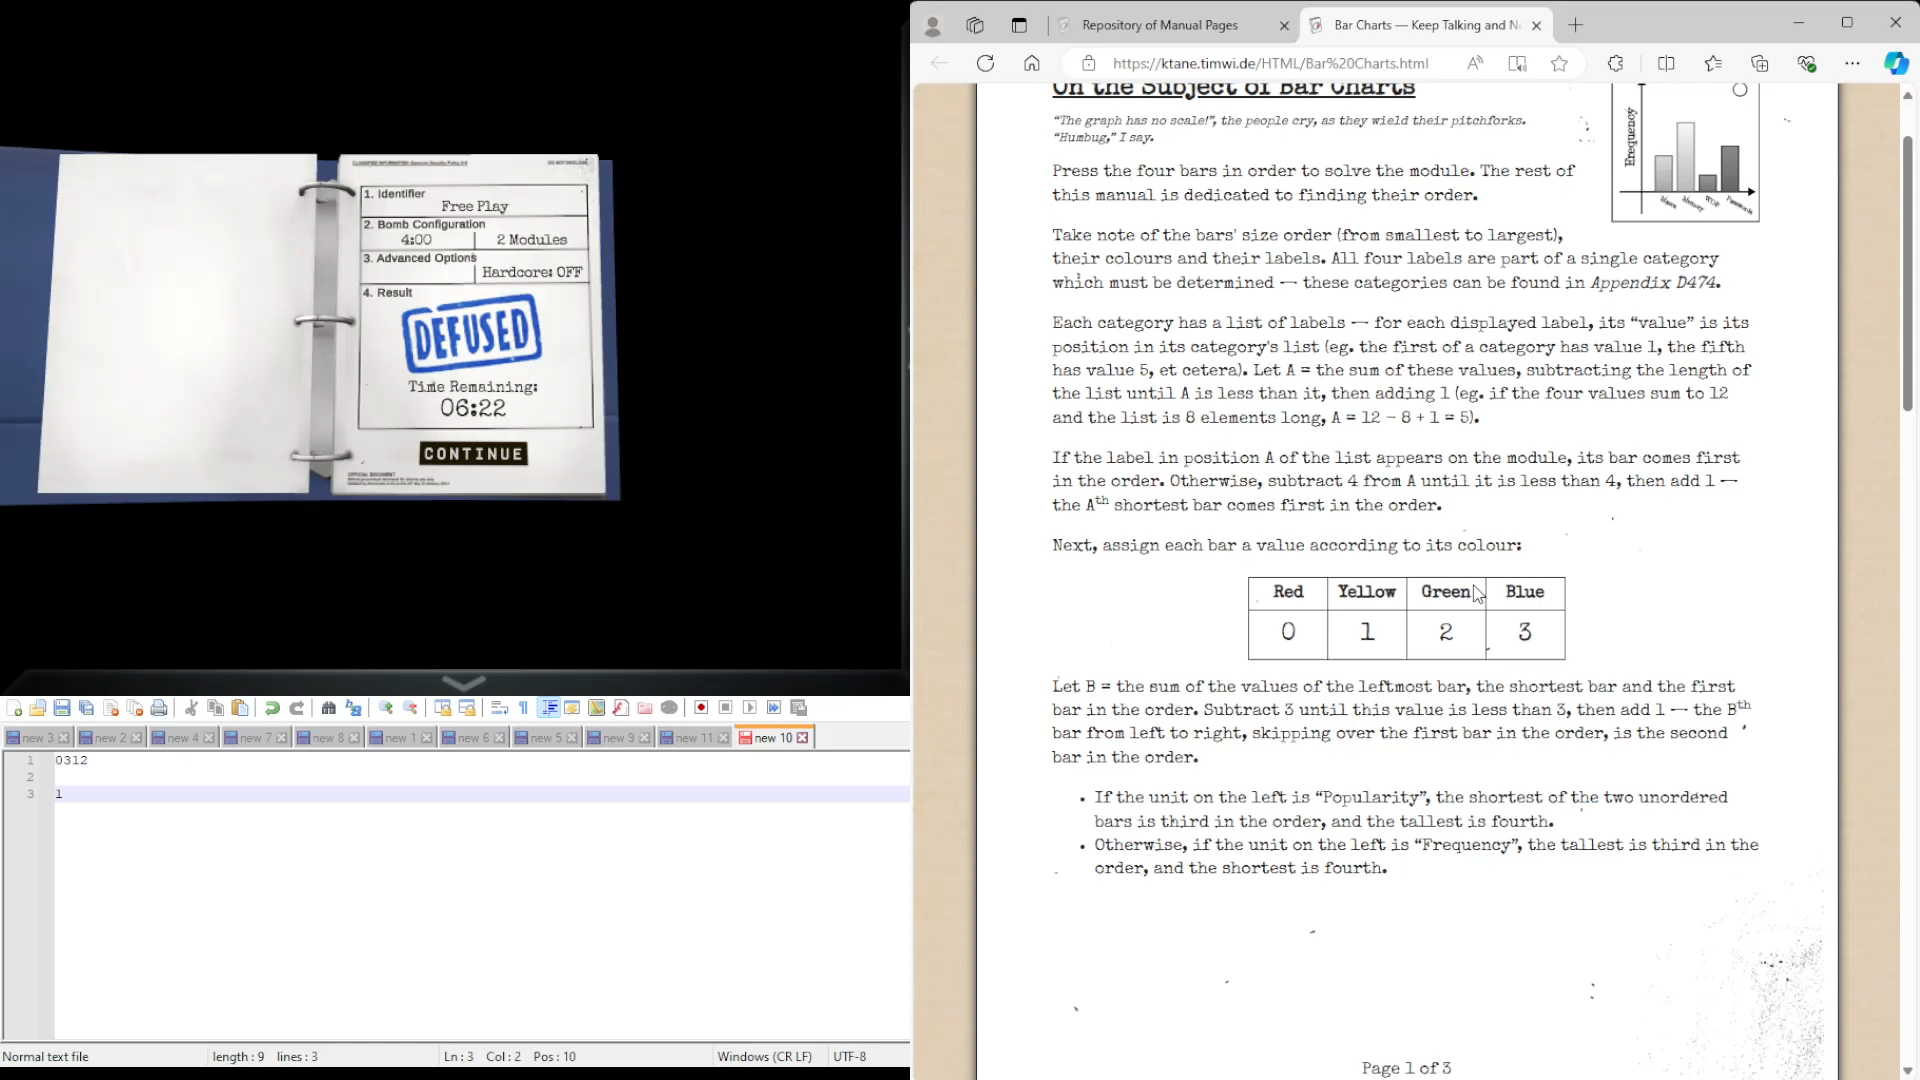 Repository of Manual Pages
Bar Charts — Keep Talking and N
https://ktane.timwi.de/HTML/Bar%20Charts.html
On the Subject of Bar Charts
"The graph has no scale!", the people cry, as they wield their pitchforks.
"Humbug," I say.
Press the four bars in order to solve the module. The rest of
this manual is dedicated to finding their order.
Frequency
Maze
Memory
WOF
Passwords
Take note of the bars' size order (from smallest to largest),
their colours and their labels. All four labels are part of a single category
which must be determined — these categories can be found in Appendix D474.
Each category has a list of labels — for each displayed label, its “value” is its
position in its category's list (eg. the first of a category has value 1, the fifth
has value 5, et cetera). Let A = the sum of these values, subtracting the length of
the list until A is less than it, then adding 1 (eg. if the four values sum to 12
and the list is 8 elements long, A = 12 − 8 + 1 = 5).
If the label in position A of the list appears on the module, its bar comes first
in the order. Otherwise, subtract 4 from A until it is less than 4, then add 1 —
the Ath shortest bar comes first in the order.
Next, assign each bar a value according to its colour:
Red Yellow Green Blue
0 1 2 3
Let B = the sum of the values of the leftmost bar, the shortest bar and the first
bar in the order. Subtract 3 until this value is less than 3, then add 1 — the Bth
bar from left to right, skipping over the first bar in the order, is the second
bar in the order.
• If the unit on the left is “Popularity”, the shortest of the two unordered
bars is third in the order, and the tallest is fourth.
• Otherwise, if the unit on the left is “Frequency”, the tallest is third in the
order, and the shortest is fourth.
Page 1 of 3
1. Identifier
Free Play
2. Bomb Configuration
4:00 2 Modules
3. Advanced Options
Hardcore: OFF
4. Result
DEFUSED
Time Remaining:
06:22
CONTINUE
new 3 new 2 new 4 new 7 new 8 new 1 new 6 new 5 new 9 new 11 new 10
1 0312
2
3 1
Normal text file length : 9 lines : 3 Ln : 3 Col : 2 Pos : 10 Windows (CR LF) UTF-8